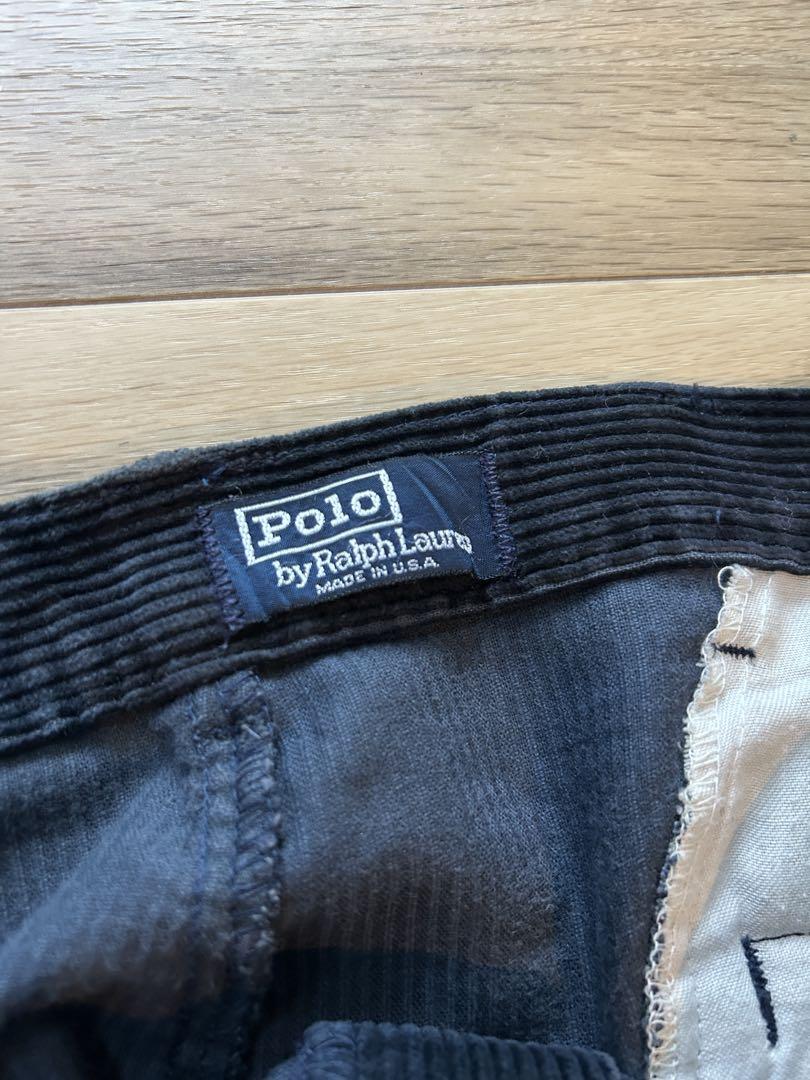 Polo
by Ralph Lauren
MADE IN U.S.A.